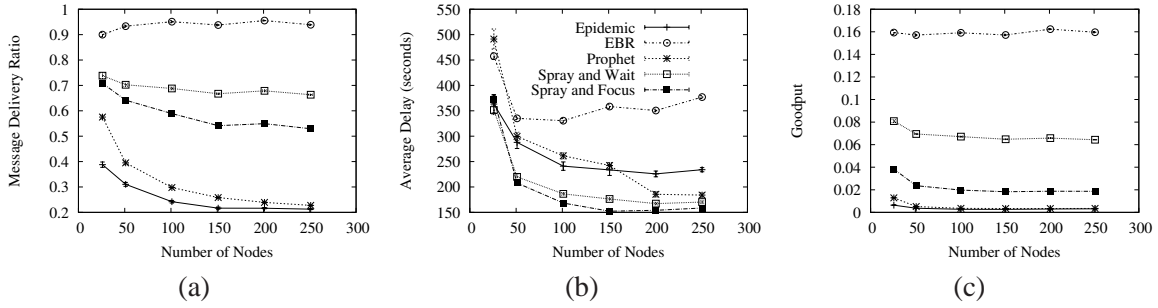 1
0.9
0.8
0.7
0.6
0.5
0.4
0.3
0.2
0 50 100 150 200 250 300
Message Delivery Ratio
Number of Nodes
(a)
550
500
450
400
350
300
250
200
150
0 50 100 150 200 250 300
Average Delay (seconds)
Number of Nodes
Epidemic
EBR
Prophet
Spray and Wait
Spray and Focus
(b)
0.18
0.16
0.14
0.12
0.1
0.08
0.06
0.04
0.02
0
0 50 100 150 200 250 300
Goodput
Number of Nodes
(c)